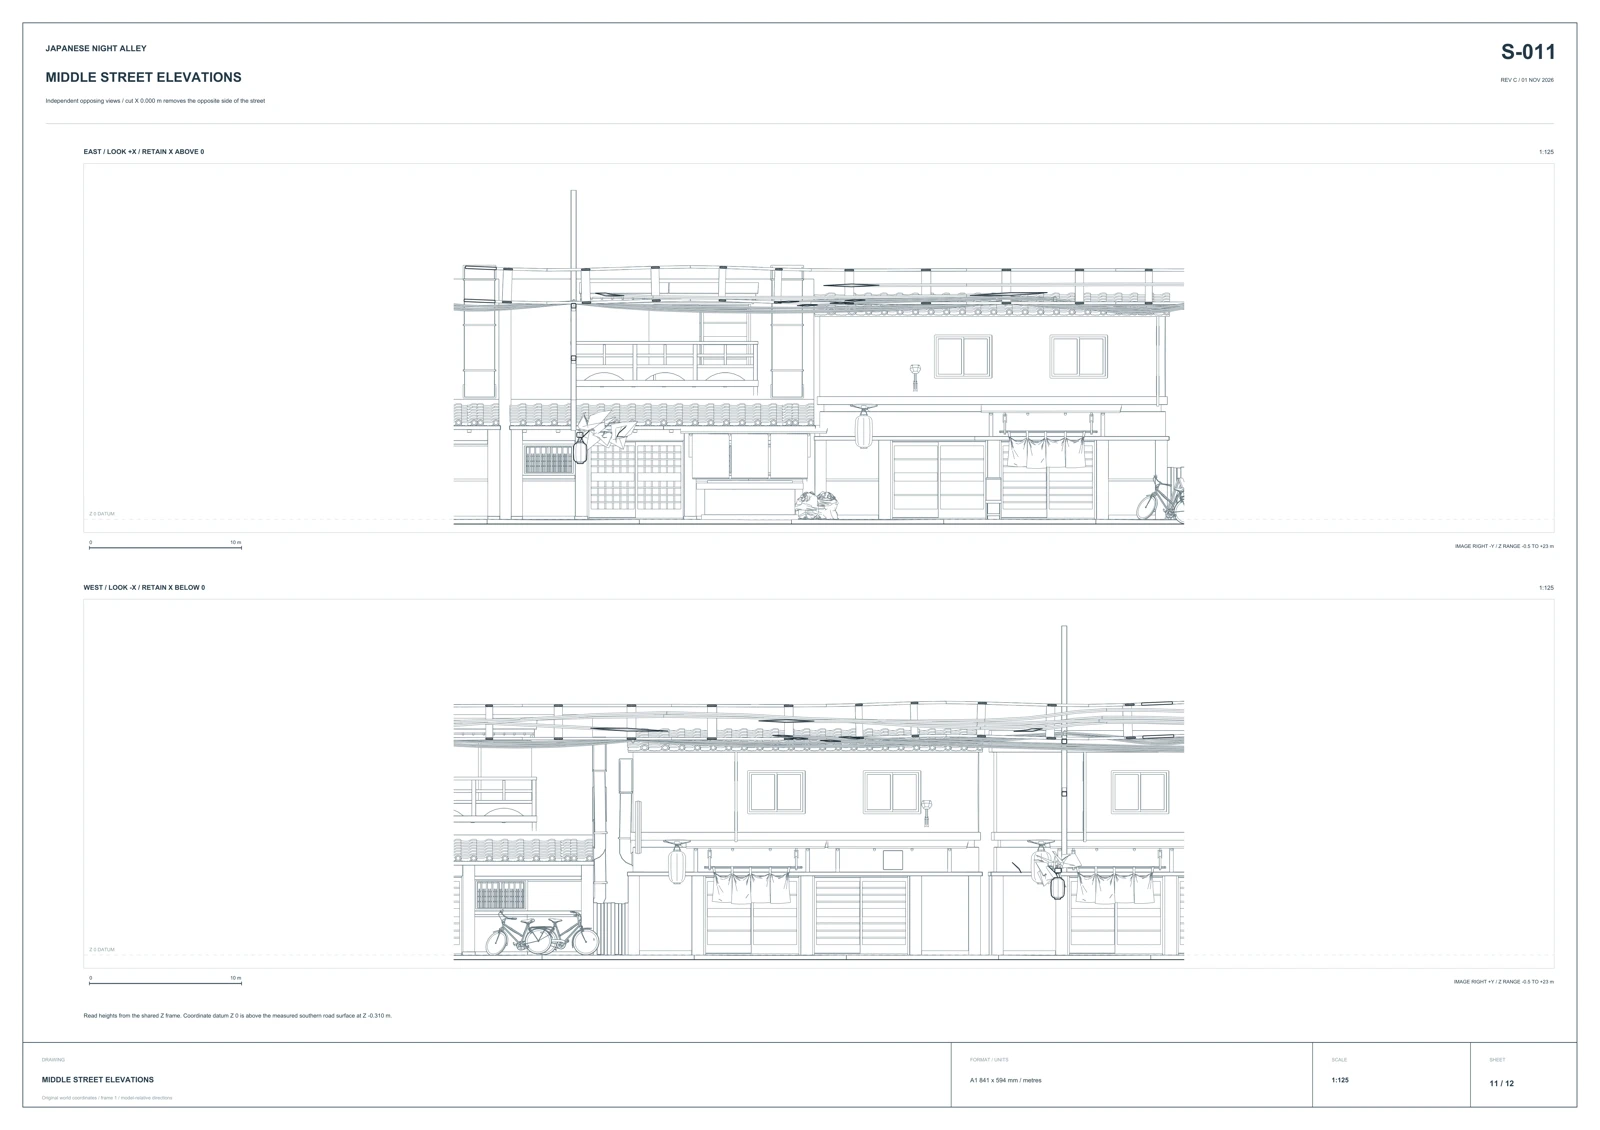 JAPANESE NIGHT ALLEY
S-011
MIDDLE STREET ELEVATIONS
REV C / 01 NOV 2026
Independent opposing views / cut X 0.000 m removes the opposite side of the street
EAST / LOOK +X / RETAIN X ABOVE 0
1:125
Z 0 DATUM
0 10 m
IMAGE RIGHT -Y / Z RANGE -0.5 TO +23 m
WEST / LOOK -X / RETAIN X BELOW 0
1:125
Z 0 DATUM
0 10 m
IMAGE RIGHT +Y / Z RANGE -0.5 TO +23 m
Read heights from the shared Z frame. Coordinate datum Z 0 is above the measured southern road surface at Z -0.310 m.
DRAWING
MIDDLE STREET ELEVATIONS
Original world coordinates / frame 1 / model-relative directions
FORMAT / UNITS
A1 841 x 594 mm / metres
SCALE
1:125
SHEET
11 / 12